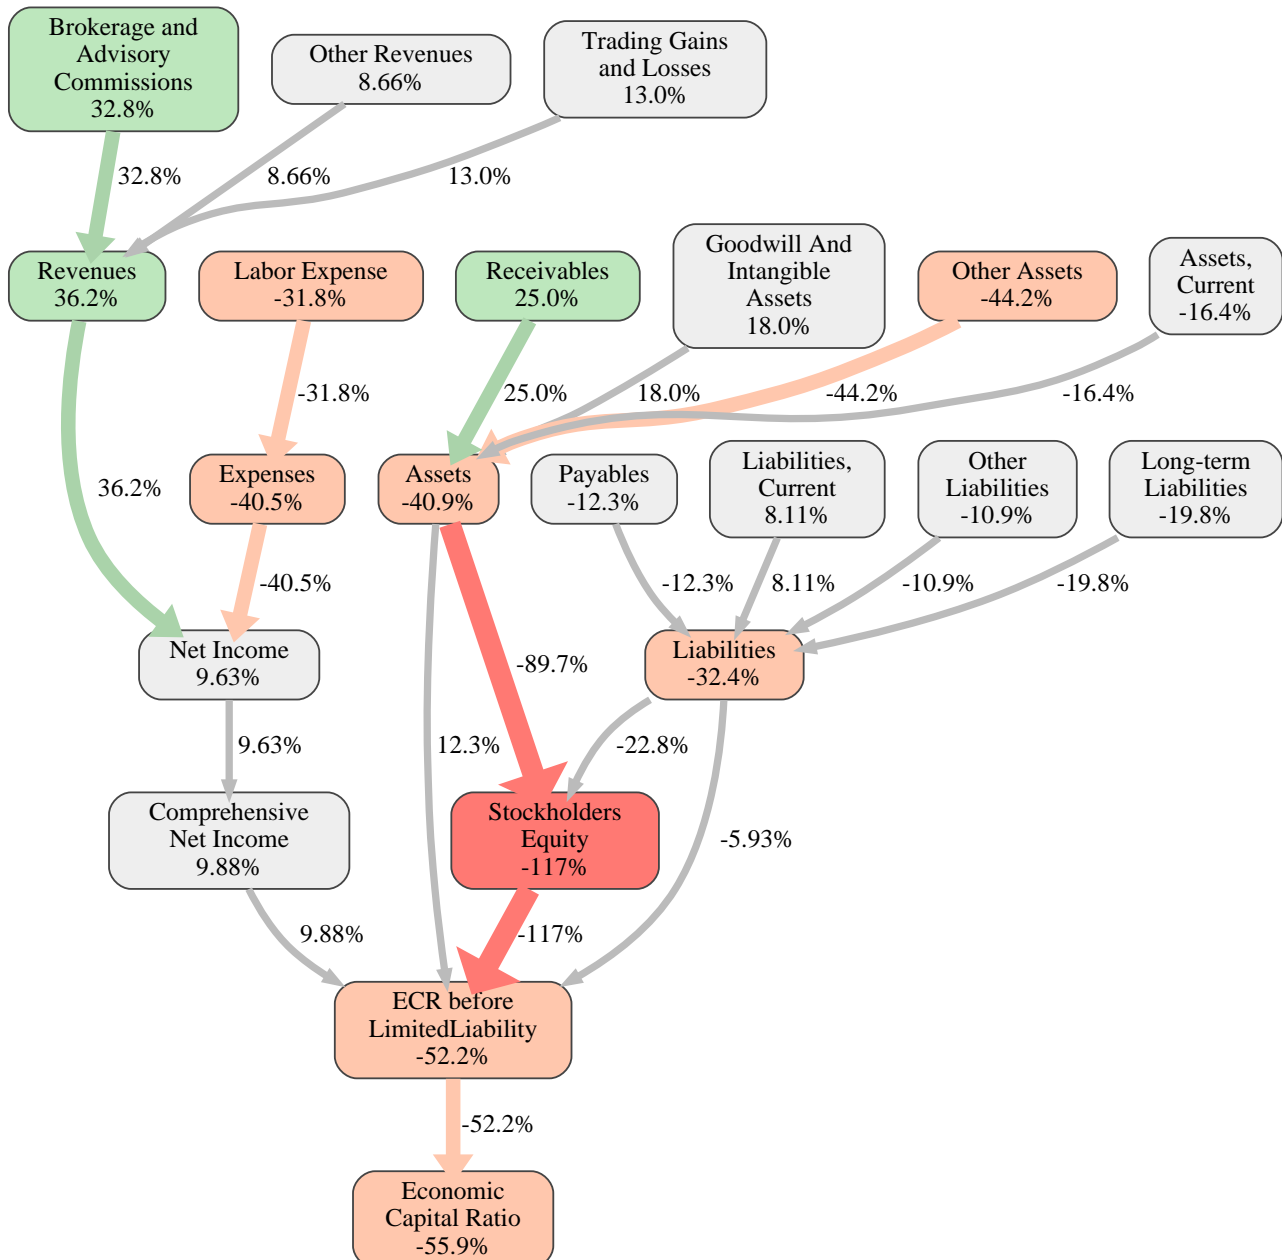 Brokerage and
Advisory
Commissions
32.8%
Other Revenues
8.66%
Trading Gains
and Losses
13.0%
32.8%
8.66%
13.0%
Revenues
36.2%
Labor Expense
-31.8%
Receivables
25.0%
Goodwill And
Intangible
Assets
18.0%
Other Assets
-44.2%
Assets,
Current
-16.4%
-31.8%
25.0%
18.0%
-44.2%
-16.4%
36.2%
Expenses
-40.5%
Assets
-40.9%
Payables
-12.3%
Liabilities,
Current
8.11%
Other
Liabilities
-10.9%
Long-term
Liabilities
-19.8%
-40.5%
-12.3%
8.11%
-10.9%
-19.8%
Net Income
9.63%
-89.7%
Liabilities
-32.4%
9.63%
12.3%
-22.8%
-5.93%
Comprehensive
Net Income
9.88%
Stockholders
Equity
-117%
9.88%
-117%
ECR before
LimitedLiability
-52.2%
-52.2%
Economic
Capital Ratio
-55.9%